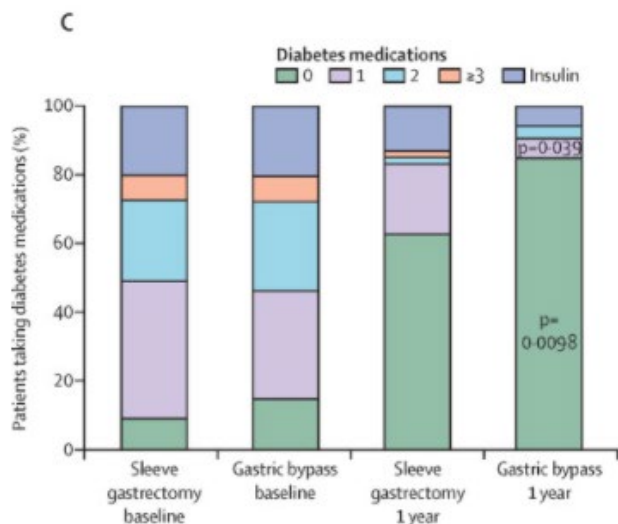 C
Diabetes medications
0 1 2 ≥3 Insulin
Patients taking diabetes medications (%)
100
80
60
40
20
0
p=0·039
p=
0·0098
Sleeve
gastrectomy
baseline
Gastric bypass
baseline
Sleeve
gastrectomy
1 year
Gastric bypass
1 year